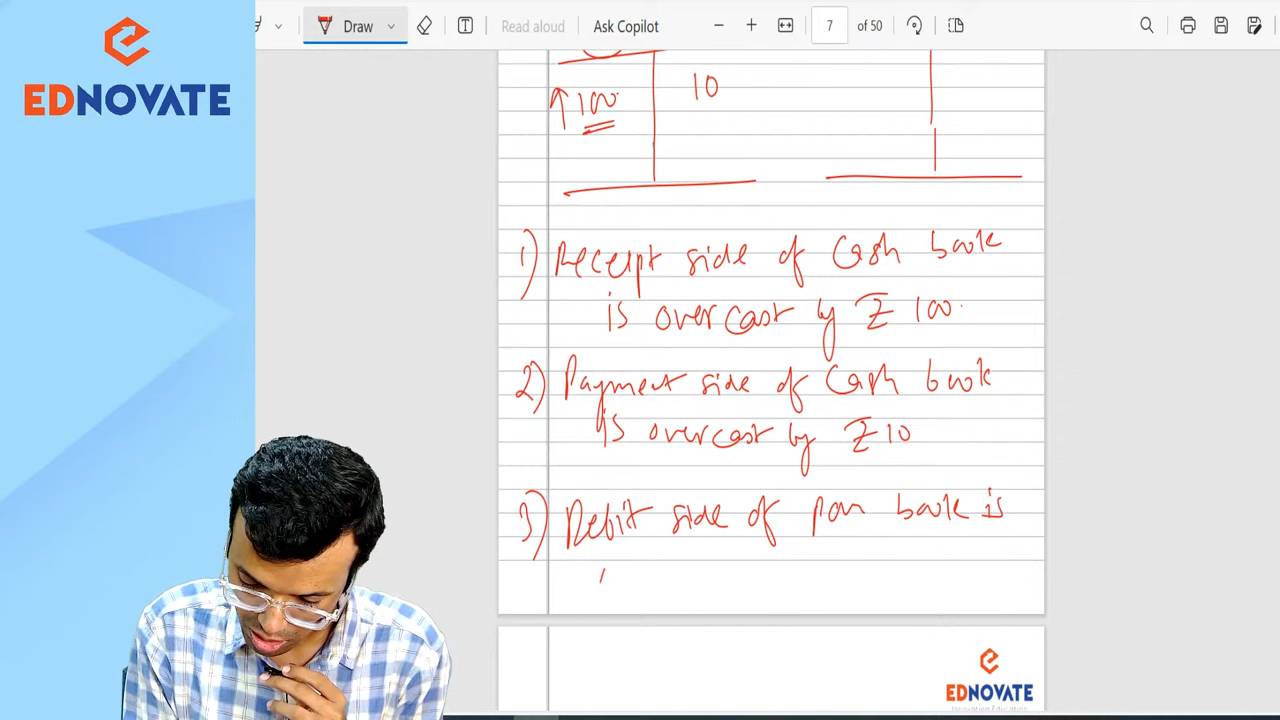 Draw
Read aloud
Ask Copilot
7
of 50
EDNOVATE
↑ 100
10
1) Receipt side of Cash book
is overcast by ₹ 100.
2) Payment side of Cash book
is overcast by ₹ 10
3) Debit side of pass book is
EDNOVATE